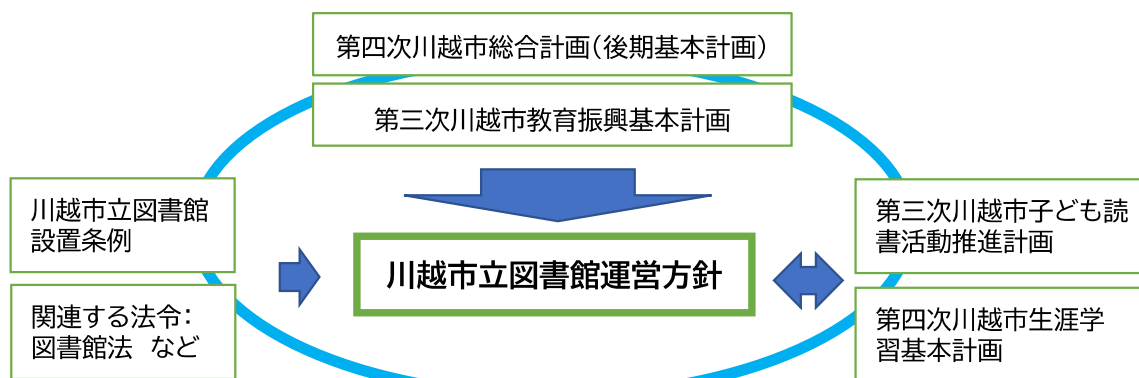 第四次川越市総合計画（後期基本計画）
第三次川越市教育振興基本計画
川越市立図書館
設置条例
関連する法令：
図書館法　など
川越市立図書館運営方針
第三次川越市子ども読
書活動推進計画
第四次川越市生涯学
習基本計画